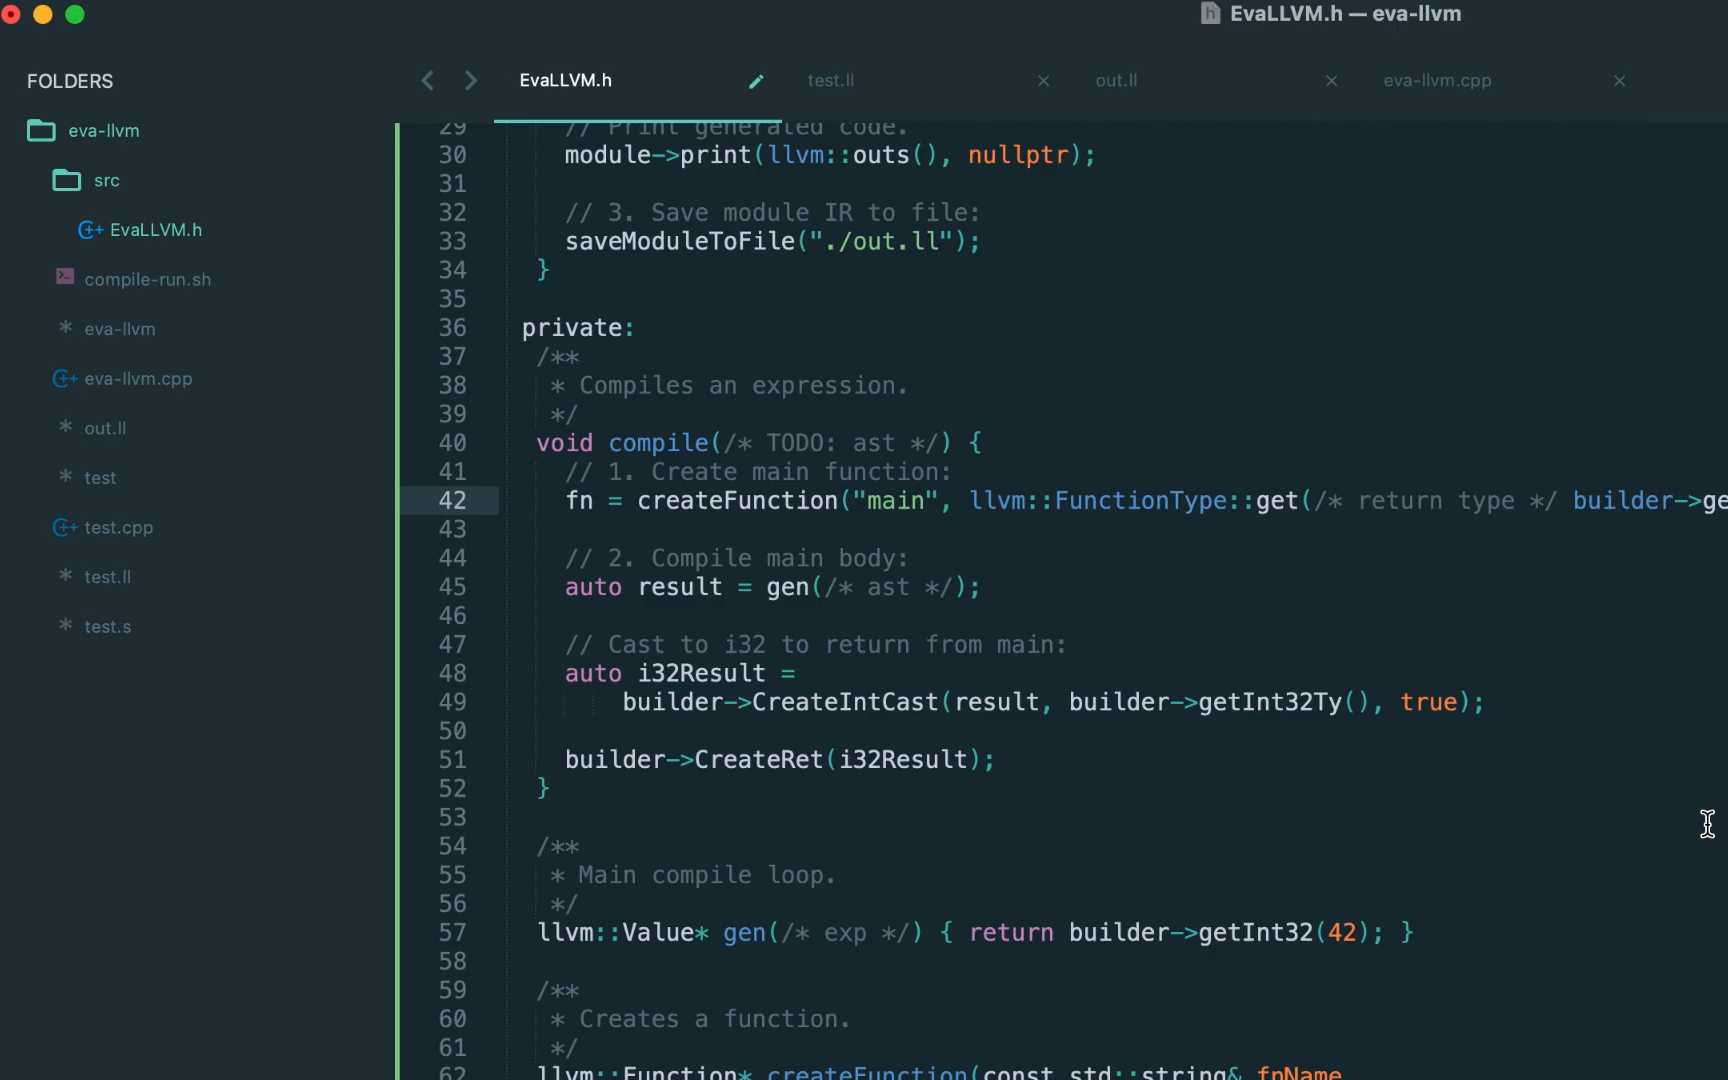 EvaLLVM.h — eva-llvm
FOLDERS
eva-llvm
src
EvaLLVM.h
compile-run.sh
eva-llvm
eva-llvm.cpp
out.ll
test
test.cpp
test.ll
test.s
EvaLLVM.h test.ll out.ll eva-llvm.cpp
29 // Print generated code.
30 module->print(llvm::outs(), nullptr);
31
32 // 3. Save module IR to file:
33 saveModuleToFile("./out.ll");
34 }
35
36 private:
37 /**
38 * Compiles an expression.
39 */
40 void compile(/* TODO: ast */) {
41 // 1. Create main function:
42 fn = createFunction("main", llvm::FunctionType::get(/* return type */ builder->ge
43
44 // 2. Compile main body:
45 auto result = gen(/* ast */);
46
47 // Cast to i32 to return from main:
48 auto i32Result =
49 builder->CreateIntCast(result, builder->getInt32Ty(), true);
50
51 builder->CreateRet(i32Result);
52 }
53
54 /**
55 * Main compile loop.
56 */
57 llvm::Value* gen(/* exp */) { return builder->getInt32(42); }
58
59 /**
60 * Creates a function.
61 */
62 llvm::Function* createFunction(const std::string& fnName,